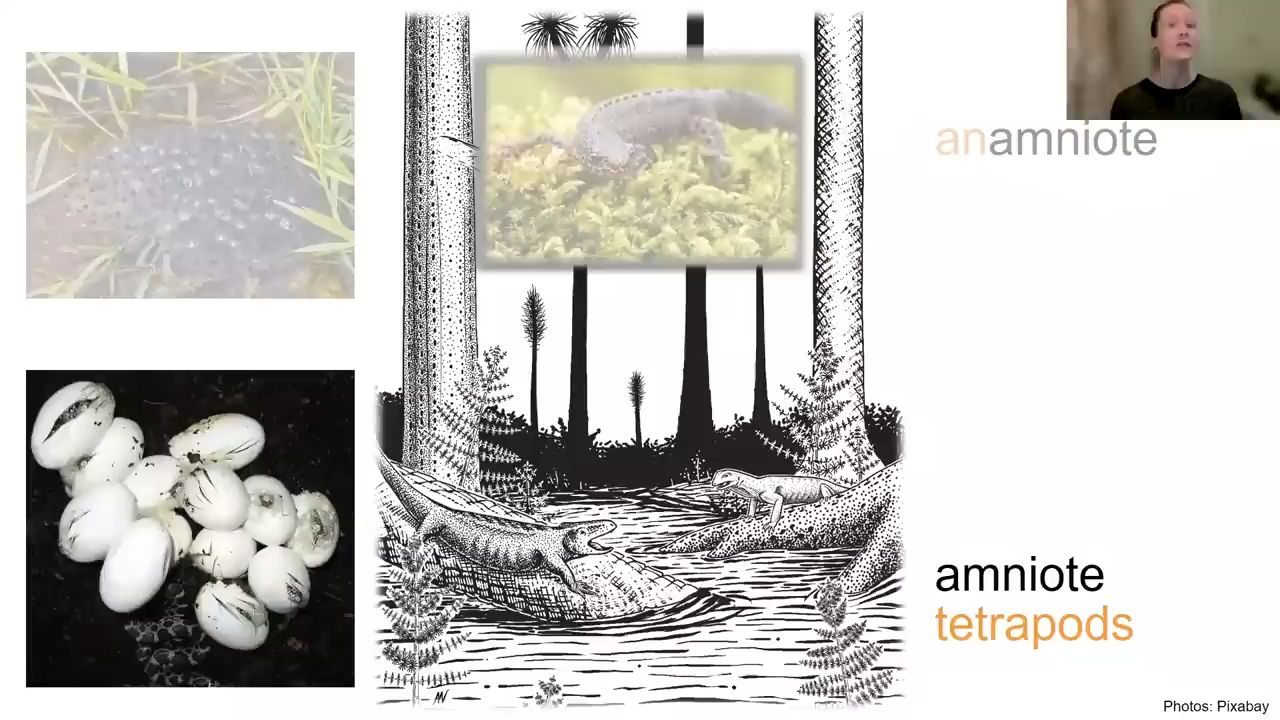 anamniote
amniote
tetrapods
Photos: Pixabay